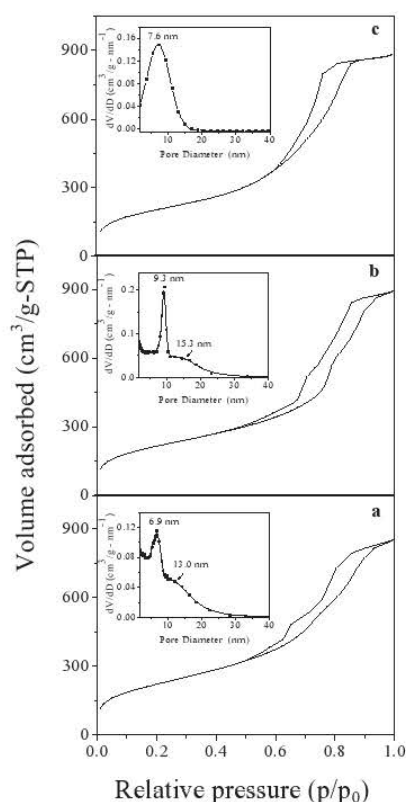 900
600
300
0
c
7.6 nm
0.16
0.12
0.08
0.04
0.00
dV/dD (cm³/g - nm⁻¹)
10 20 30 40
Pore Diameter (nm)
900
600
300
0
b
9.3 nm
15.3 nm
0.2
0.1
0.0
dV/dD (cm³/g - nm⁻¹)
0 10 20 30 40
Pore Diameter (nm)
900
600
300
0
a
6.9 nm
13.0 nm
0.12
0.08
0.04
0.00
dV/dD (cm³/g - nm⁻¹)
10 20 30 40
Pore Diameter (nm)
Volume adsorbed (cm³/g-STP)
0.0 0.2 0.4 0.6 0.8 1.0
Relative pressure (p/p₀)